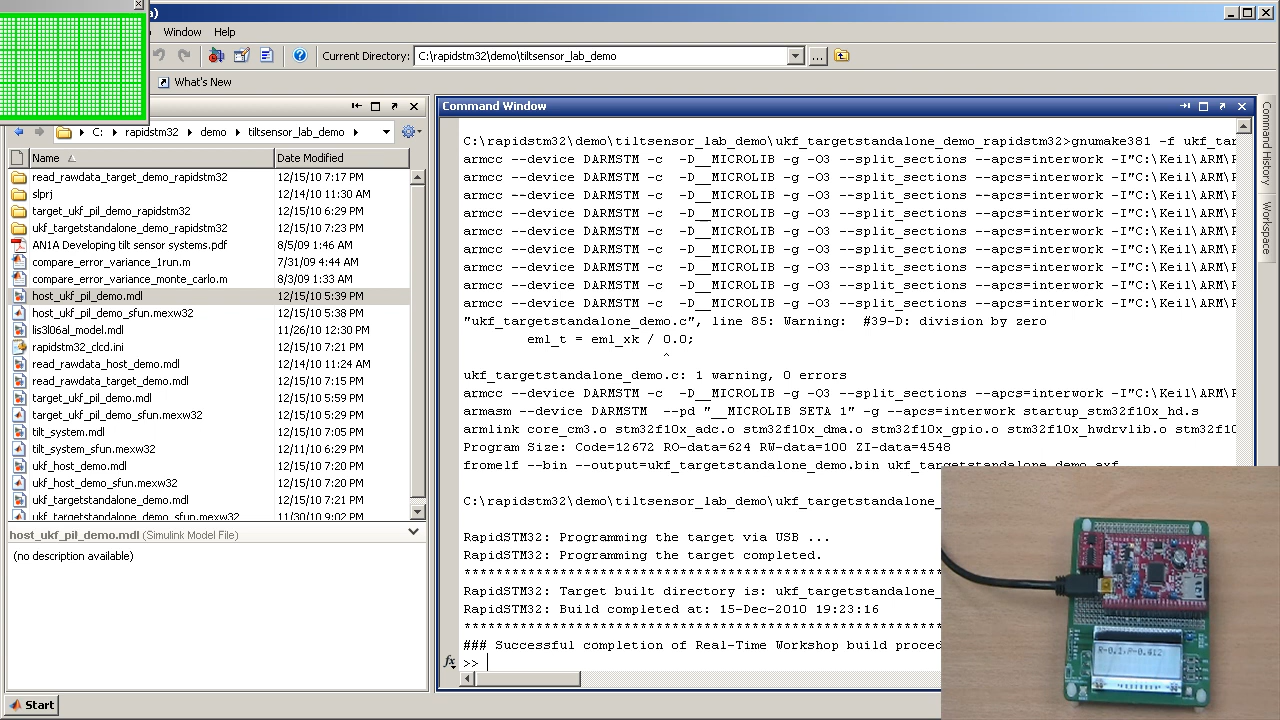 a)
Window Help
Current Directory: C:\rapidstm32\demo\tiltsensor_lab_demo ...
What's New
Command Window
C: rapidstm32 demo tiltsensor_lab_demo
Name Date Modified
read_rawdata_target_demo_rapidstm32 12/15/10 7:17 PM
slprj 12/14/10 11:30 AM
target_ukf_pil_demo_rapidstm32 12/15/10 6:29 PM
ukf_targetstandalone_demo_rapidstm32 12/15/10 7:23 PM
AN1A Developing tilt sensor systems.pdf 8/5/09 1:46 AM
compare_error_variance_1run.m 7/31/09 4:44 AM
compare_error_variance_monte_carlo.m 8/3/09 1:33 AM
host_ukf_pil_demo.mdl 12/15/10 5:39 PM
host_ukf_pil_demo_sfun.mexw32 12/15/10 5:38 PM
lis3l06al_model.mdl 11/26/10 12:30 PM
rapidstm32_clcd.ini 12/15/10 7:21 PM
read_rawdata_host_demo.mdl 12/14/10 11:24 AM
read_rawdata_target_demo.mdl 12/15/10 7:15 PM
target_ukf_pil_demo.mdl 12/15/10 5:59 PM
target_ukf_pil_demo_sfun.mexw32 12/15/10 5:29 PM
tilt_system.mdl 12/15/10 7:05 PM
tilt_system_sfun.mexw32 12/11/10 6:29 PM
ukf_host_demo.mdl 12/15/10 7:20 PM
ukf_host_demo_sfun.mexw32 12/15/10 7:20 PM
ukf_targetstandalone_demo.mdl 12/15/10 7:21 PM
ukf_targetstandalone_demo_sfun.mexw32 11/30/10 9:02 PM
host_ukf_pil_demo.mdl (Simulink Model File)
(no description available)
C:\rapidstm32\demo\tiltsensor_lab_demo\ukf_targetstandalone_demo_rapidstm32>gnumake381 -f ukf_tar
armcc --device DARMSTM -c -D__MICROLIB -g -O3 --split_sections --apcs=interwork -I"C:\Keil\ARM\R
armcc --device DARMSTM -c -D__MICROLIB -g -O3 --split_sections --apcs=interwork -I"C:\Keil\ARM\R
armcc --device DARMSTM -c -D__MICROLIB -g -O3 --split_sections --apcs=interwork -I"C:\Keil\ARM\R
armcc --device DARMSTM -c -D__MICROLIB -g -O3 --split_sections --apcs=interwork -I"C:\Keil\ARM\R
armcc --device DARMSTM -c -D__MICROLIB -g -O3 --split_sections --apcs=interwork -I"C:\Keil\ARM\R
armcc --device DARMSTM -c -D__MICROLIB -g -O3 --split_sections --apcs=interwork -I"C:\Keil\ARM\R
armcc --device DARMSTM -c -D__MICROLIB -g -O3 --split_sections --apcs=interwork -I"C:\Keil\ARM\R
armcc --device DARMSTM -c -D__MICROLIB -g -O3 --split_sections --apcs=interwork -I"C:\Keil\ARM\R
armcc --device DARMSTM -c -D__MICROLIB -g -O3 --split_sections --apcs=interwork -I"C:\Keil\ARM\R
"ukf_targetstandalone_demo.c", line 85: Warning: #39-D: division by zero
eml_t = eml_xk / 0.0;
^
ukf_targetstandalone_demo.c: 1 warning, 0 errors
armcc --device DARMSTM -c -D__MICROLIB -g -O3 --split_sections --apcs=interwork -I"C:\Keil\ARM\R
armasm --device DARMSTM --pd "__MICROLIB SETA 1" -g --apcs=interwork startup_stm32f10x_hd.s
armlink core_cm3.o stm32f10x_adc.o stm32f10x_dma.o stm32f10x_gpio.o stm32f10x_hwdrvlib.o stm32f10
Program Size: Code=12672 RO-data=624 RW-data=100 ZI-data=4548
fromelf --bin --output=ukf_targetstandalone_demo.bin ukf_targetstandalone_demo.axf
C:\rapidstm32\demo\tiltsensor_lab_demo\ukf_targetstandalone_
RapidSTM32: Programming the target via USB ...
RapidSTM32: Programming the target completed.
*****************************************************************
RapidSTM32: Target built directory is: ukf_targetstandalone_
RapidSTM32: Build completed at: 15-Dec-2010 19:23:16
*****************************************************************
### Successful completion of Real-Time Workshop build proced
fx >>
Command History
Workspace
Start